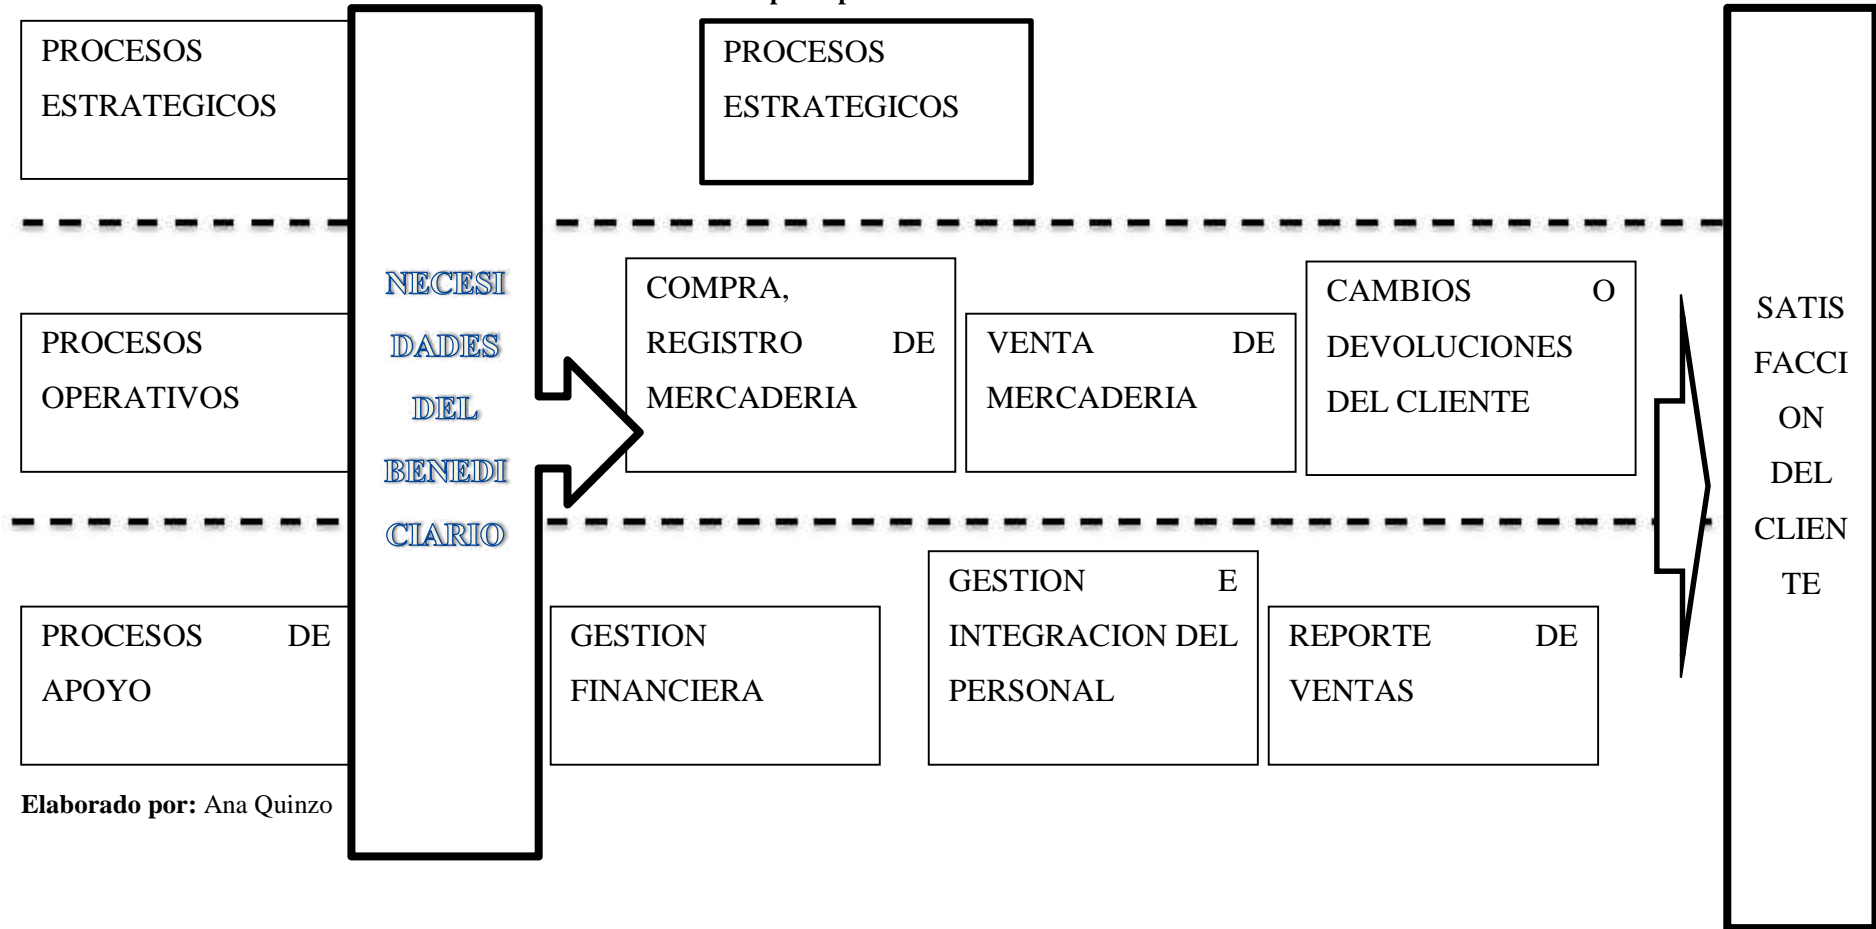 PROCESOS
ESTRATEGICOS
PROCESOS
ESTRATEGICOS
NECESI
DADES
DEL
BENEDI
CIARIO
PROCESOS
OPERATIVOS
COMPRA,
REGISTRO DE
MERCADERIA
VENTA DE
MERCADERIA
CAMBIOS O
DEVOLUCIONES
DEL CLIENTE
SATIS
FACCI
ON
DEL
CLIEN
TE
PROCESOS DE
APOYO
GESTION
FINANCIERA
GESTION E
INTEGRACION DEL
PERSONAL
REPORTE DE
VENTAS
Elaborado por: Ana Quinzo